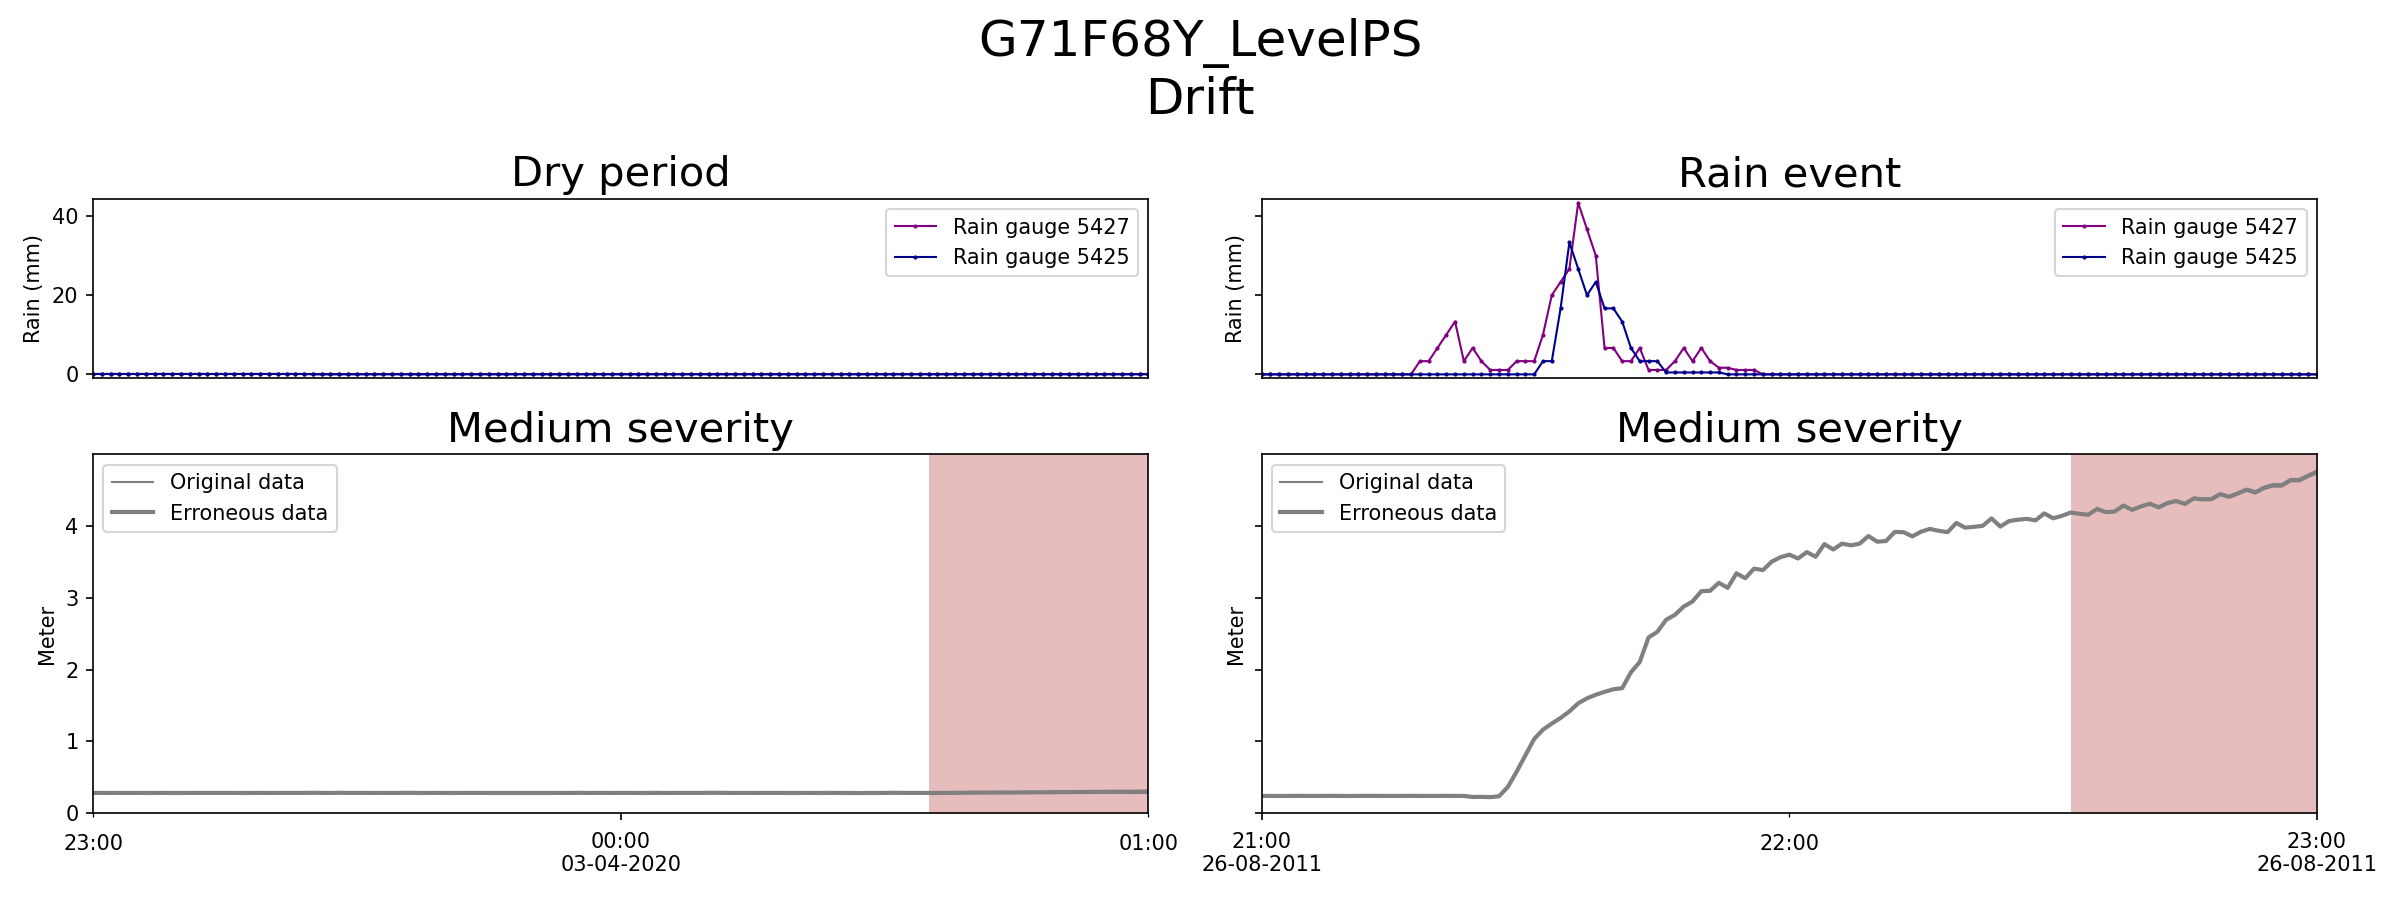 G71F68Y_LevelPS
Drift
Dry period
Rain event
40
20
0
Rain (mm)
Rain gauge 5427
Rain gauge 5425
Rain (mm)
Rain gauge 5427
Rain gauge 5425
Medium severity
Medium severity
4
3
2
1
0
Meter
Original data
Erroneous data
Meter
Original data
Erroneous data
23:00
00:00
03-04-2020
01:00
21:00
26-08-2011
22:00
23:00
26-08-2011